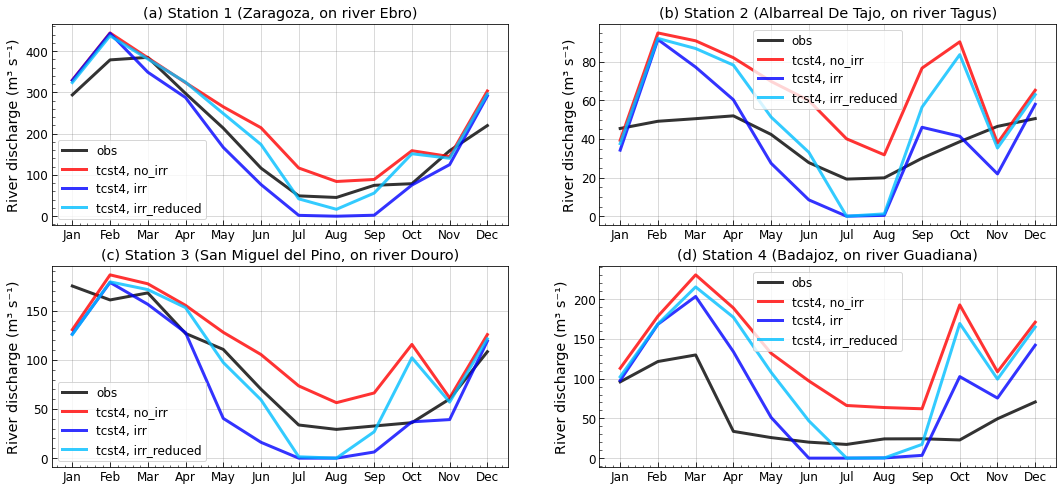 (a) Station 1 (Zaragoza, on river Ebro)
River discharge (m³ s⁻¹)
400
300
200
100
0
obs
tcst4, no_irr
tcst4, irr
tcst4, irr_reduced
Jan Feb Mar Apr May Jun Jul Aug Sep Oct Nov Dec
(b) Station 2 (Albarreal De Tajo, on river Tagus)
River discharge (m³ s⁻¹)
80
60
40
20
0
obs
tcst4, no_irr
tcst4, irr
tcst4, irr_reduced
Jan Feb Mar Apr May Jun Jul Aug Sep Oct Nov Dec
(c) Station 3 (San Miguel del Pino, on river Douro)
River discharge (m³ s⁻¹)
150
100
50
0
obs
tcst4, no_irr
tcst4, irr
tcst4, irr_reduced
Jan Feb Mar Apr May Jun Jul Aug Sep Oct Nov Dec
(d) Station 4 (Badajoz, on river Guadiana)
River discharge (m³ s⁻¹)
200
150
100
50
0
obs
tcst4, no_irr
tcst4, irr
tcst4, irr_reduced
Jan Feb Mar Apr May Jun Jul Aug Sep Oct Nov Dec